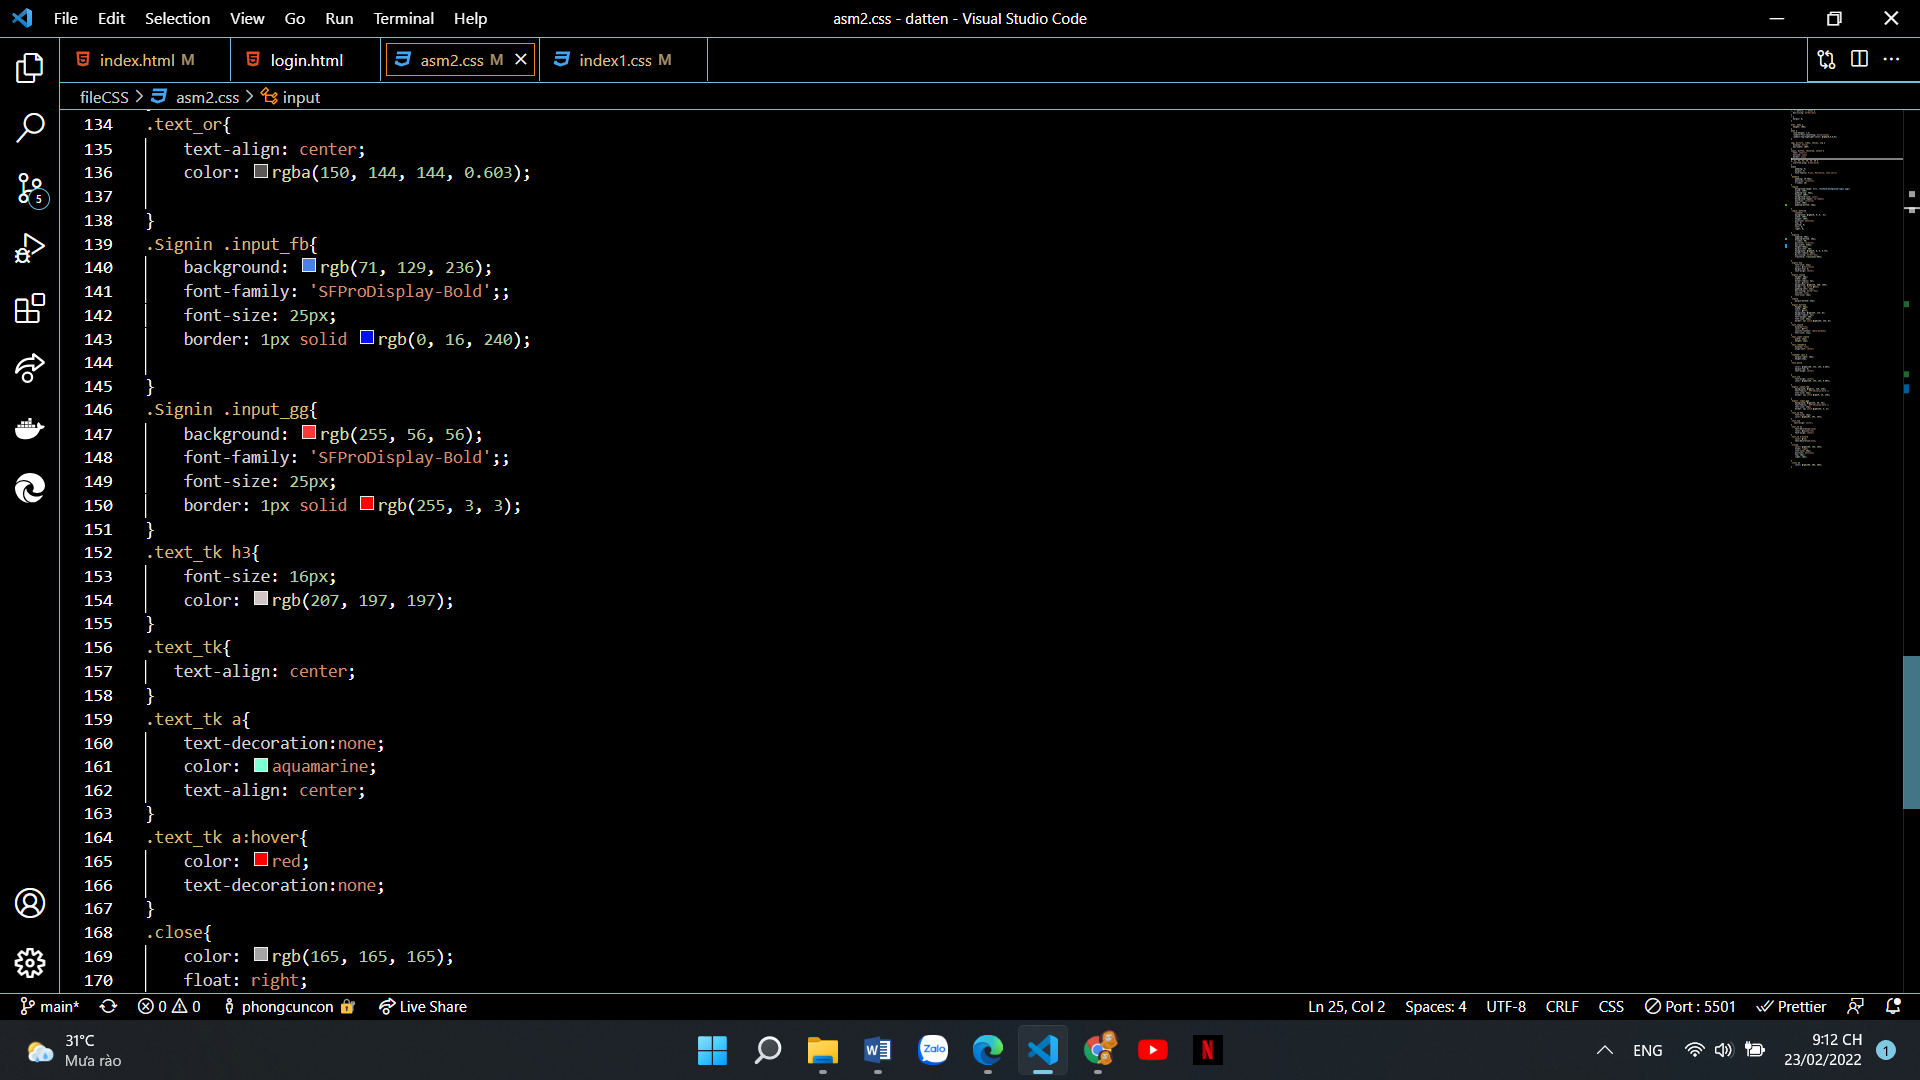 File Edit Selection View Go Run Terminal Help
asm2.css - datten - Visual Studio Code
index.html M
login.html
asm2.css M
index1.css M
fileCSS > asm2.css > input
134 .text_or{
135 text-align: center;
136 color: rgba(150, 144, 144, 0.603);
137
138 }
139 .Signin .input_fb{
140 background: rgb(71, 129, 236);
141 font-family: 'SFProDisplay-Bold';;
142 font-size: 25px;
143 border: 1px solid rgb(0, 16, 240);
144
145 }
146 .Signin .input_gg{
147 background: rgb(255, 56, 56);
148 font-family: 'SFProDisplay-Bold';;
149 font-size: 25px;
150 border: 1px solid rgb(255, 3, 3);
151 }
152 .text_tk h3{
153 font-size: 16px;
154 color: rgb(207, 197, 197);
155 }
156 .text_tk{
157 text-align: center;
158 }
159 .text_tk a{
160 text-decoration:none;
161 color: aquamarine;
162 text-align: center;
163 }
164 .text_tk a:hover{
165 color: red;
166 text-decoration:none;
167 }
168 .close{
169 color: rgb(165, 165, 165);
170 float: right;
5
main* 0 0 phongcuncon Live Share
Ln 25, Col 2 Spaces: 4 UTF-8 CRLF CSS Port : 5501 Prettier
31°C
Mưa rào
Zalo
ENG
9:12 CH
23/02/2022
1